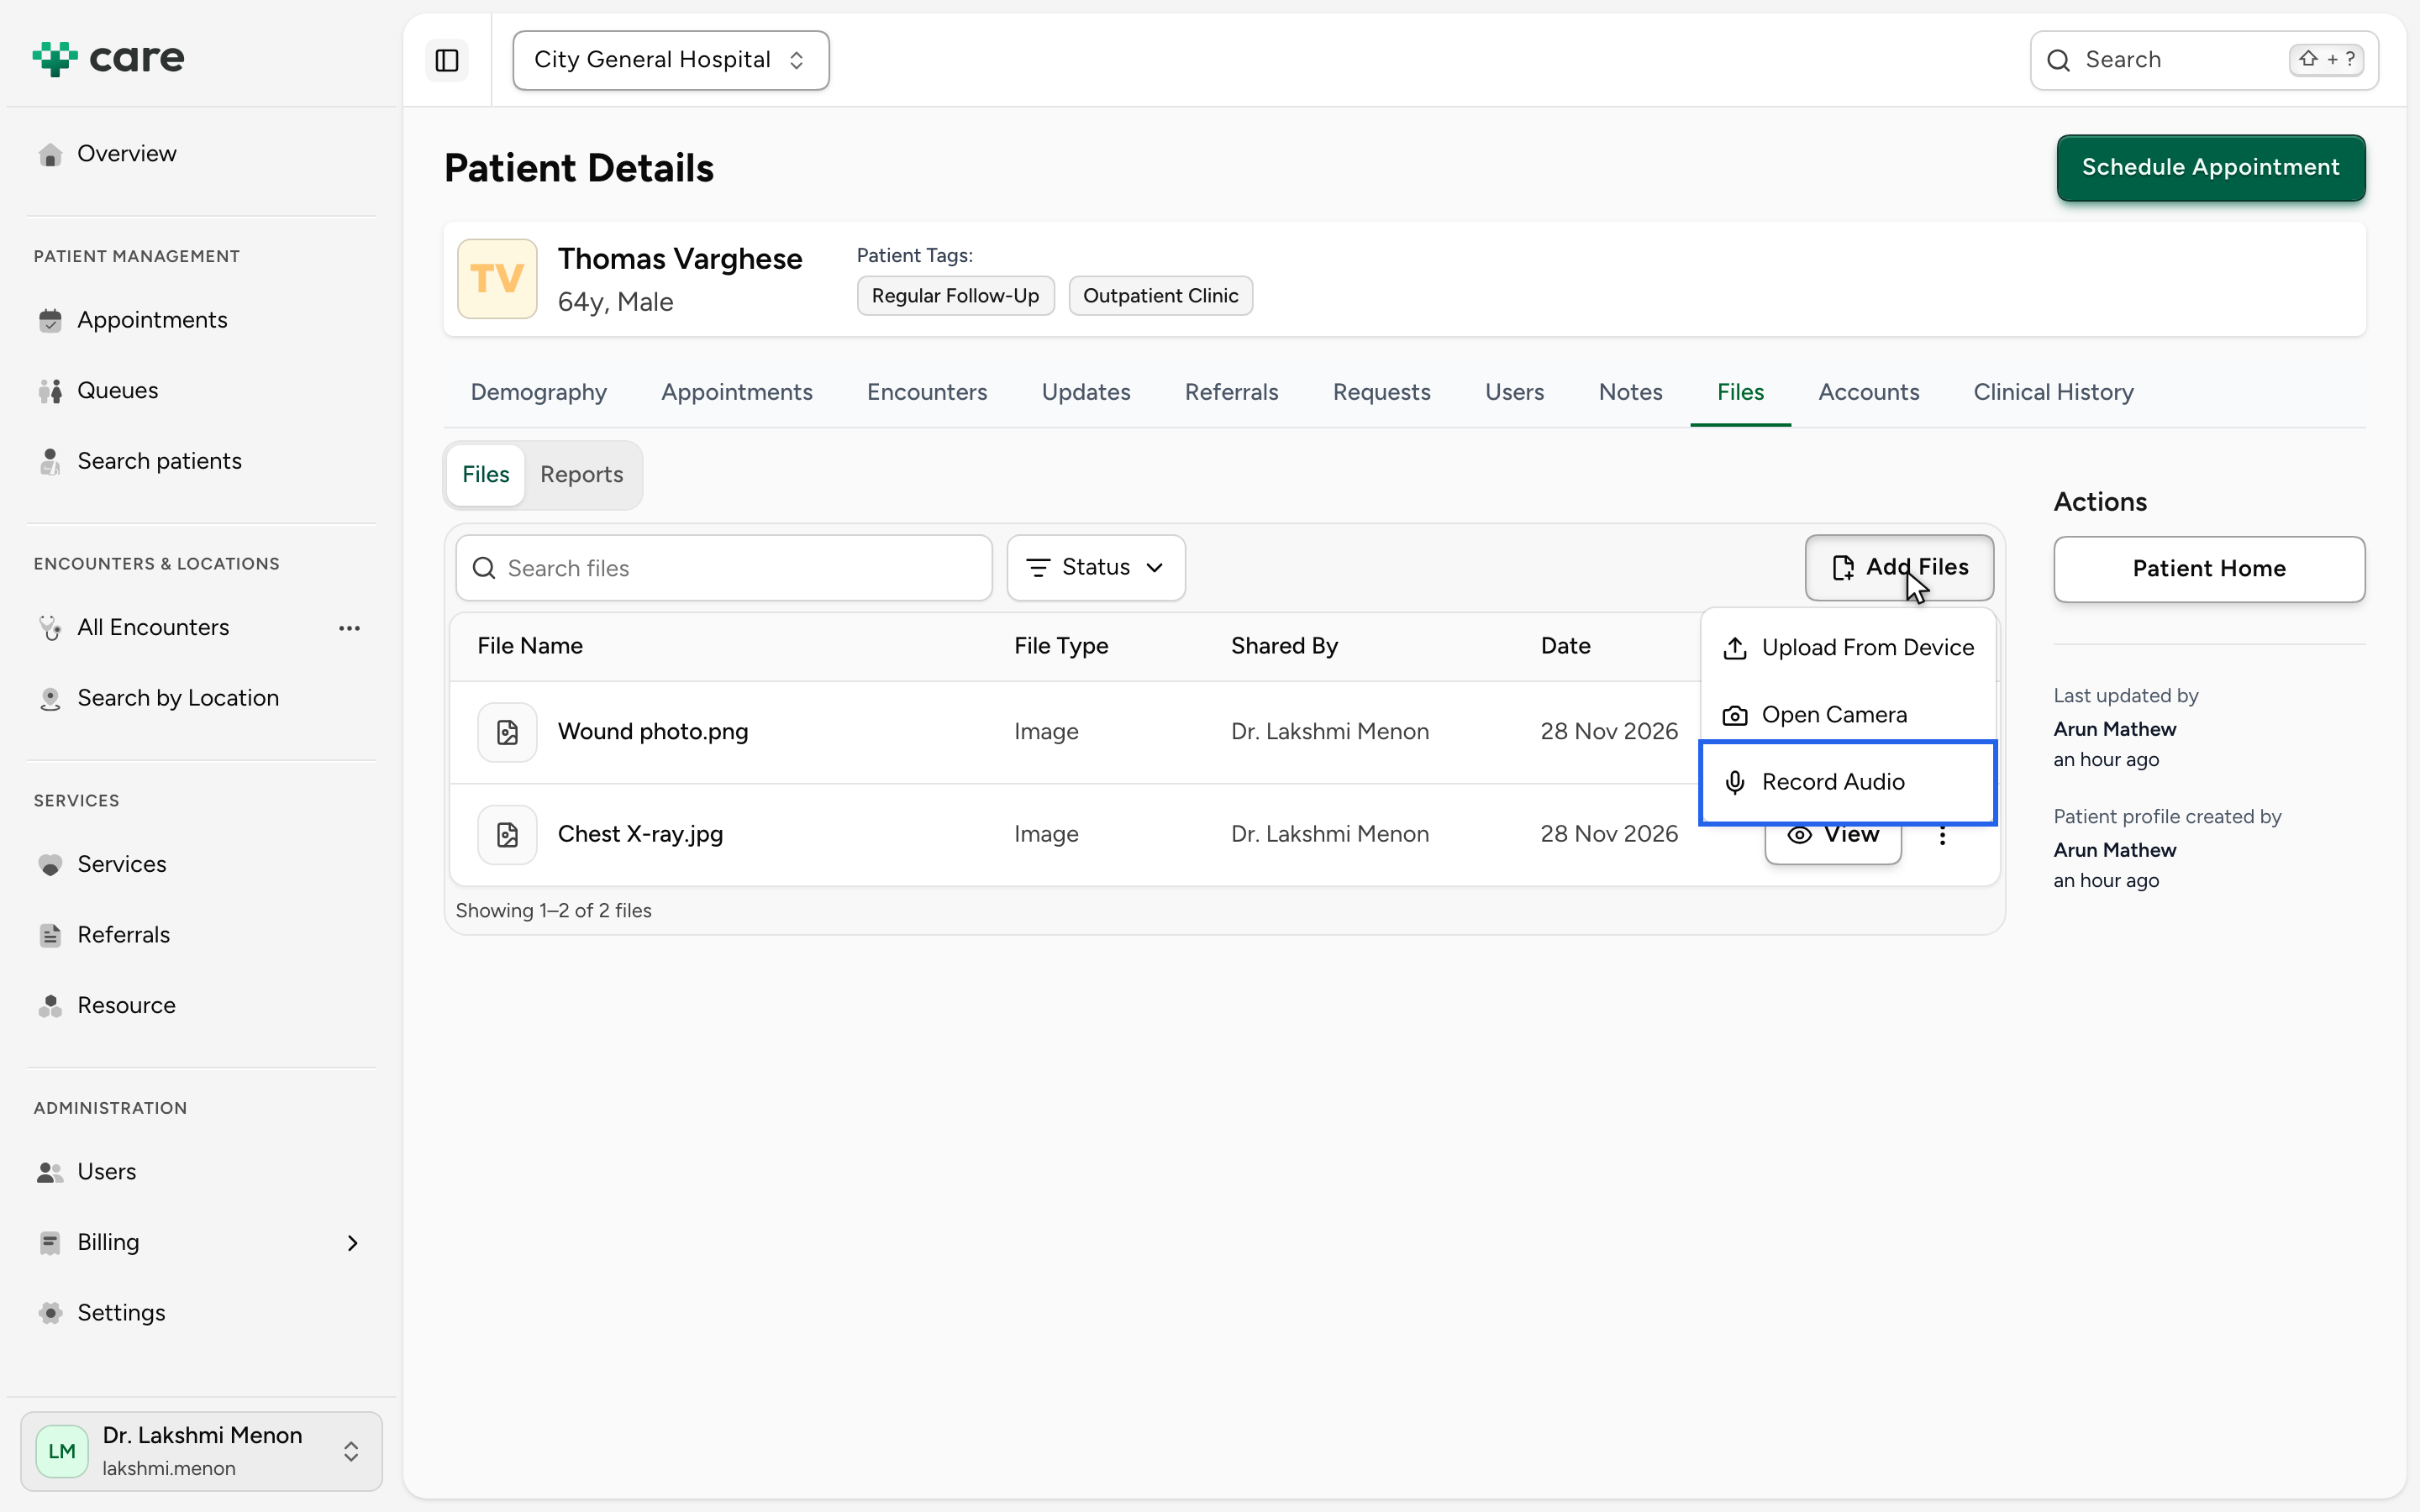 care
City General Hospital
Search
+ ?
Overview
PATIENT MANAGEMENT
Appointments
Queues
Search patients
ENCOUNTERS & LOCATIONS
All Encounters
Search by Location
SERVICES
Services
Referrals
Resource
ADMINISTRATION
Users
Billing
Settings
LM
Dr. Lakshmi Menon
lakshmi.menon
Patient Details
Schedule Appointment
TV
Thomas Varghese
64y, Male
Patient Tags:
Regular Follow-Up
Outpatient Clinic
Demography Appointments Encounters Updates Referrals Requests Users Notes Files Accounts Clinical History
Files Reports
Search files
Status
Add Files
Upload From Device
Open Camera
Record Audio
File Name File Type Shared By Date
Wound photo.png Image Dr. Lakshmi Menon 28 Nov 2026
Chest X-ray.jpg Image Dr. Lakshmi Menon 28 Nov 2026 View
Showing 1–2 of 2 files
Actions
Patient Home
Last updated by
Arun Mathew
an hour ago
Patient profile created by
Arun Mathew
an hour ago